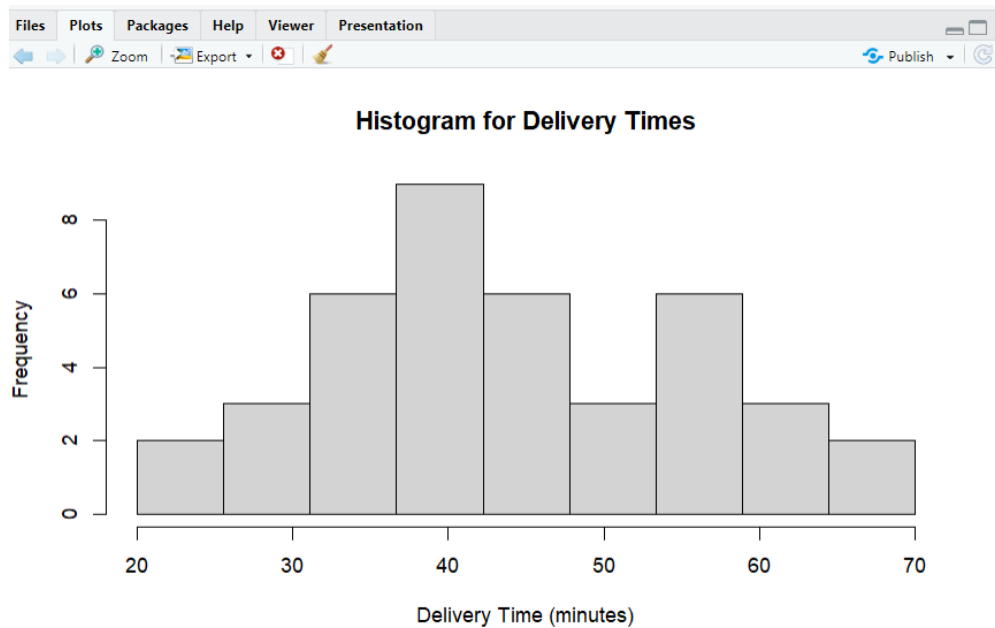 Files Plots Packages Help Viewer Presentation
Zoom Export Publish
Histogram for Delivery Times
Frequency
8
6
4
2
0
20 30 40 50 60 70
Delivery Time (minutes)